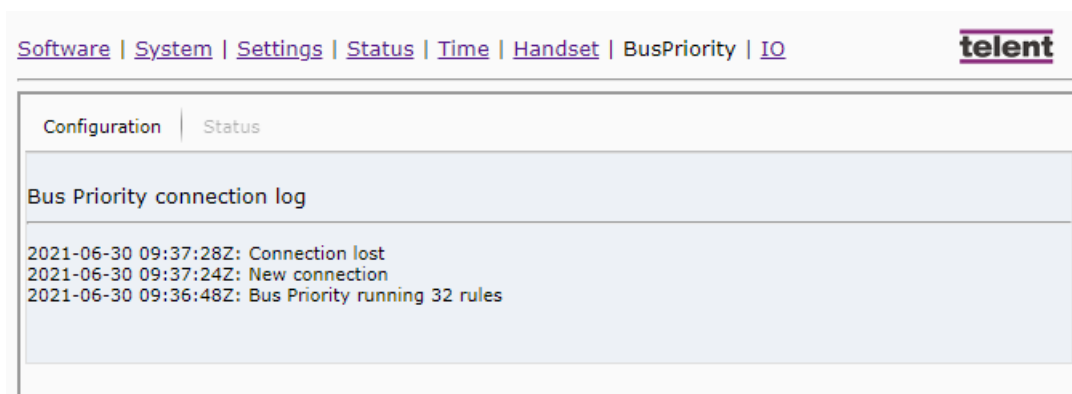 Software | System | Settings | Status | Time | Handset | BusPriority | IO
telent
Configuration | Status
Bus Priority connection log
2021-06-30 09:37:28Z: Connection lost
2021-06-30 09:37:24Z: New connection
2021-06-30 09:36:48Z: Bus Priority running 32 rules